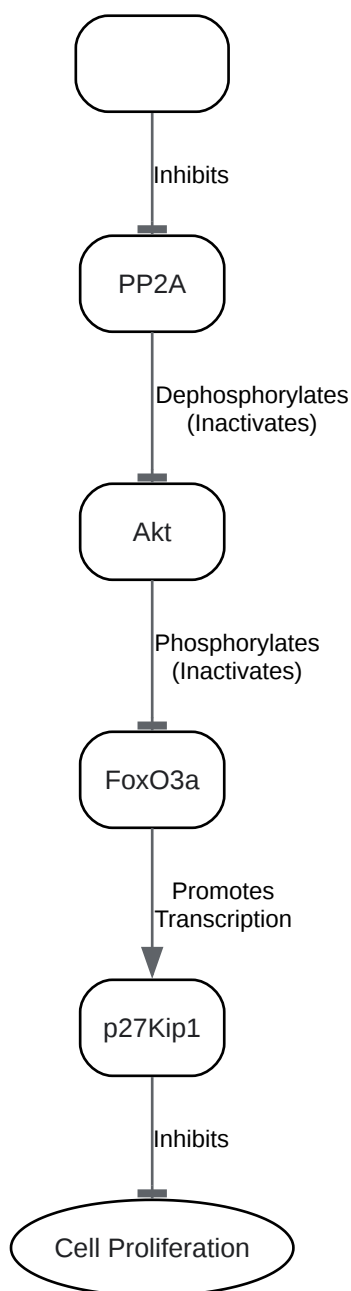 Inhibits
PP2A
Dephosphorylates
(Inactivates)
Akt
Phosphorylates
(Inactivates)
FoxO3a
Promotes
Transcription
p27Kip1
Inhibits
Cell Proliferation